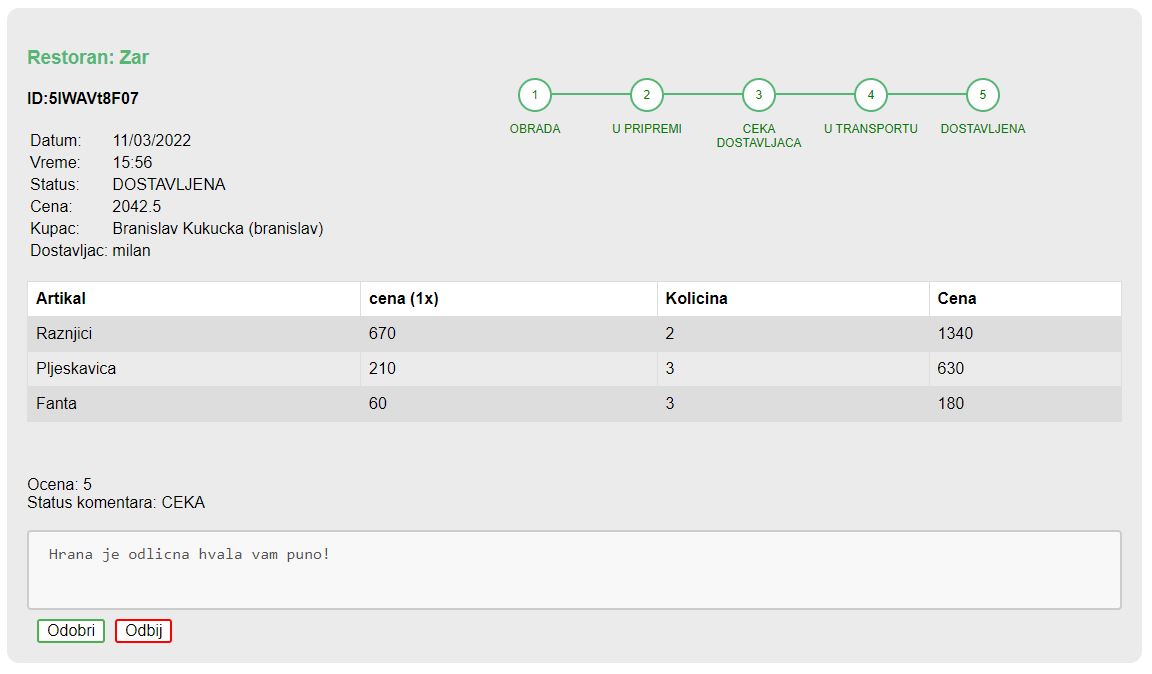 Restoran: Zar
ID:5IWAVt8F07
1 2 3 4 5
OBRADA U PRIPREMI CEKA DOSTAVLJACA U TRANSPORTU DOSTAVLJENA
Datum: 11/03/2022
Vreme: 15:56
Status: DOSTAVLJENA
Cena: 2042.5
Kupac: Branislav Kukucka (branislav)
Dostavljac: milan
Artikal cena (1x) Kolicina Cena
Raznjici 670 2 1340
Pljeskavica 210 3 630
Fanta 60 3 180
Ocena: 5
Status komentara: CEKA
Hrana je odlicna hvala vam puno!
Odobri Odbij